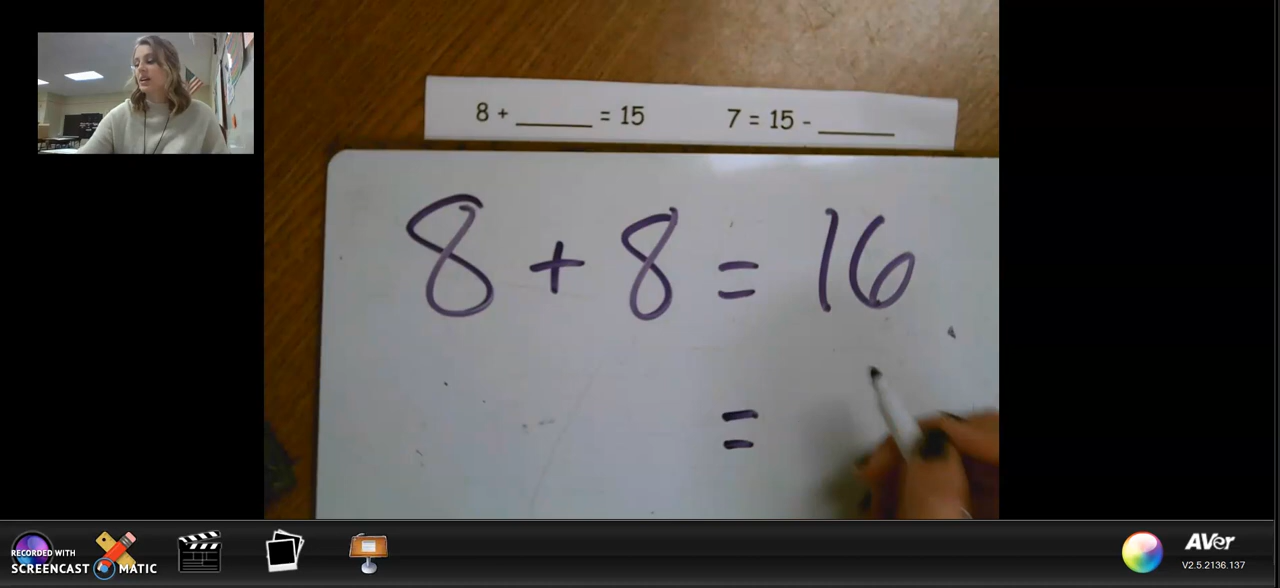 8 + ______ = 15 7 = 15 - ______
8 + 8 = 16
=
RECORDED WITH
SCREENCAST MATIC
AVer
V2.5.2136.137